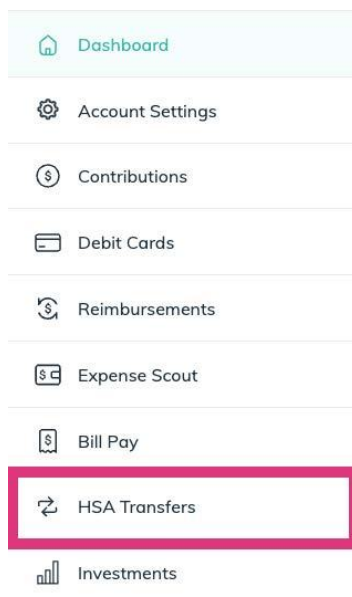 Dashboard
Account Settings
Contributions
Debit Cards
Reimbursements
Expense Scout
Bill Pay
HSA Transfers
Investments